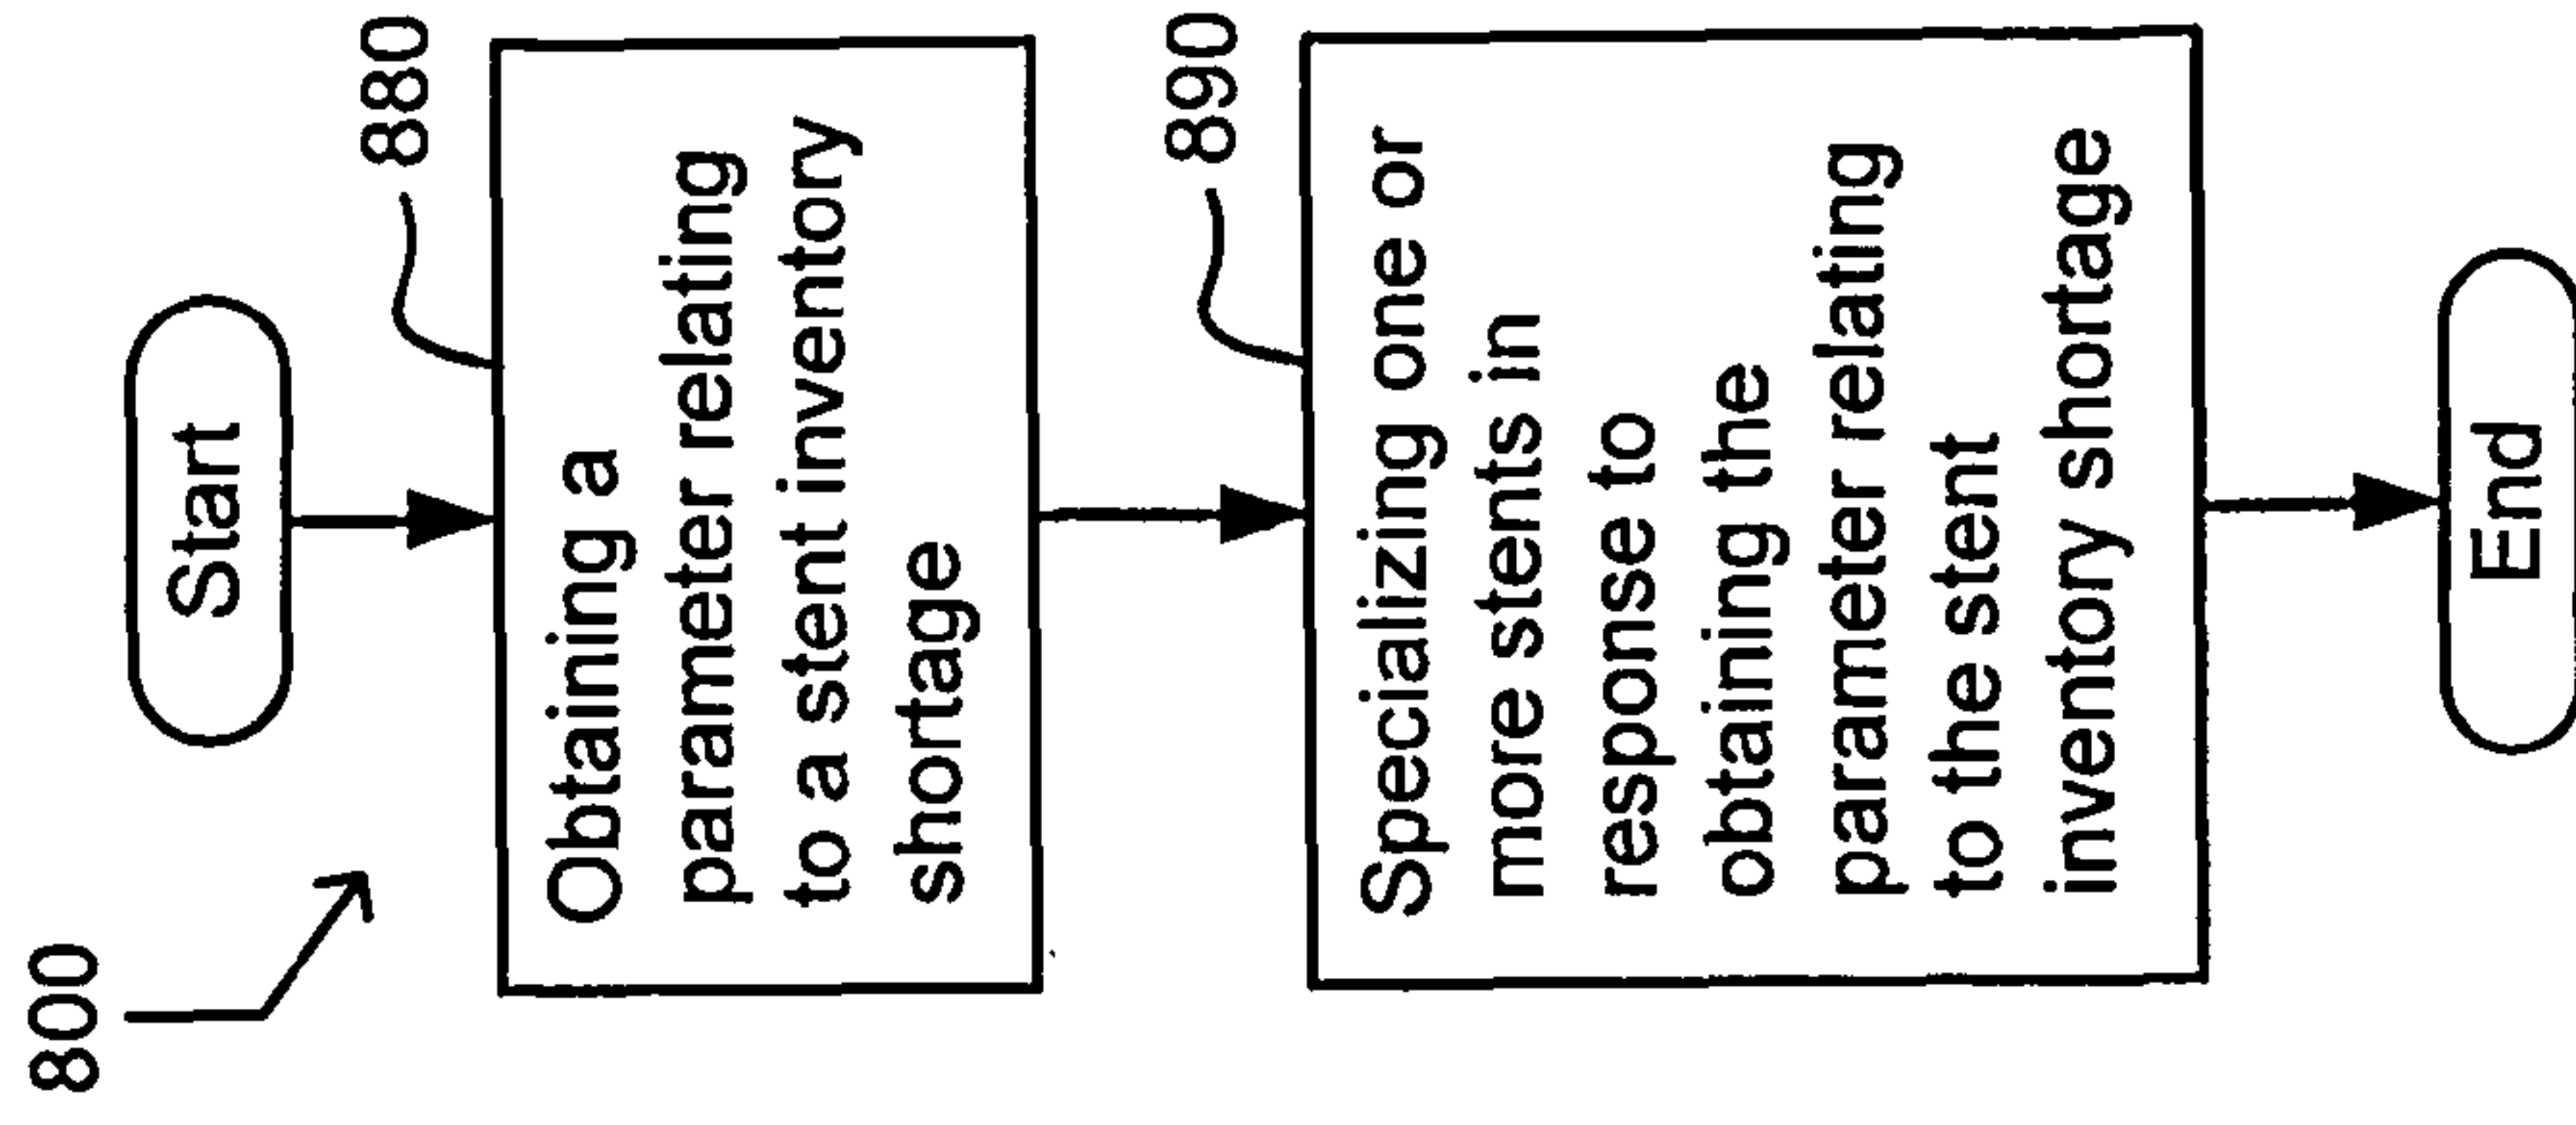 800
Start
880
Obtaining a
parameter relating
to a stent inventory
shortage
890
Specializing one or
more stents in
response to
obtaining the
parameter relating
to the stent
inventory shortage
End